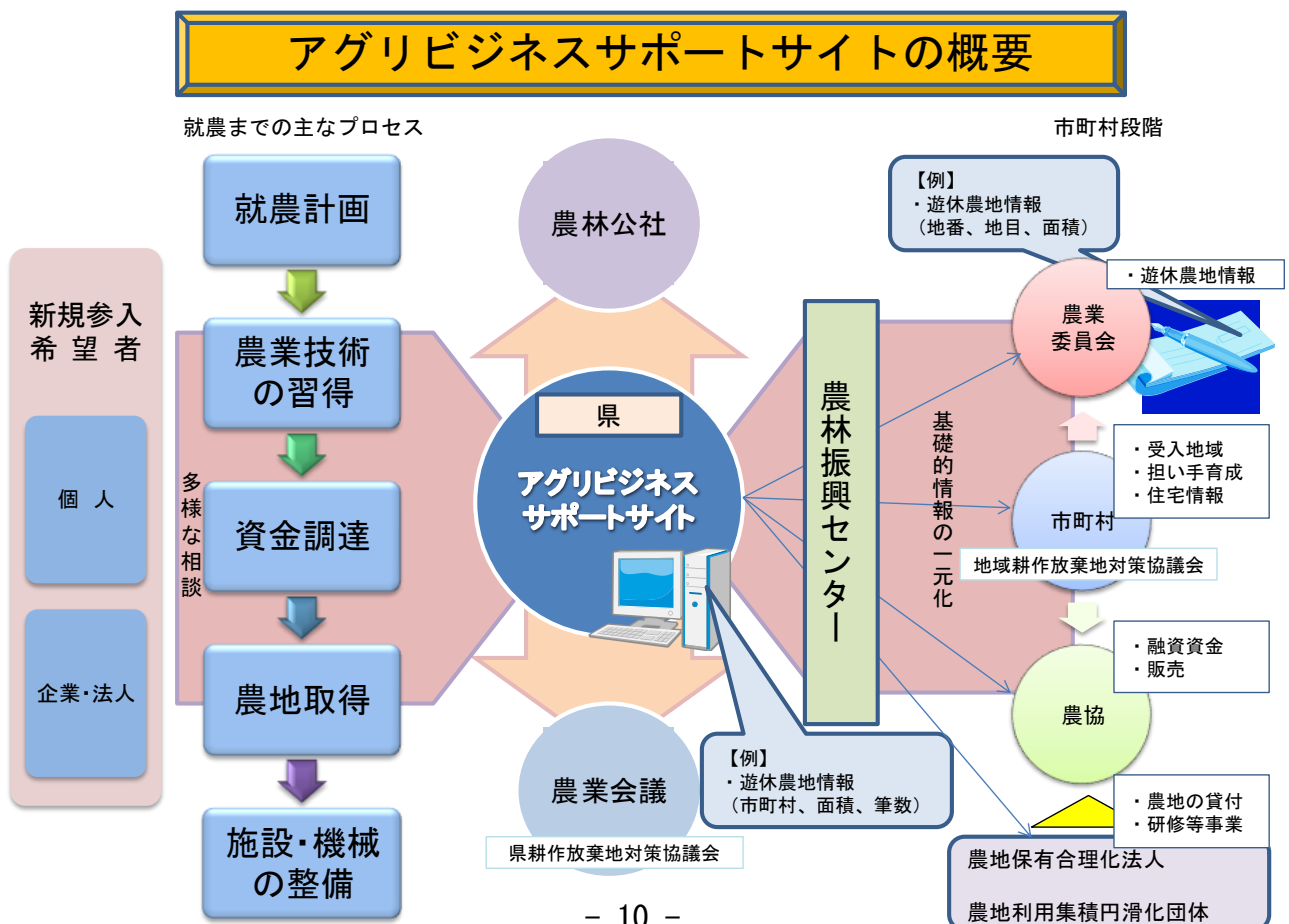 アグリビジネスサポートサイトの概要
就農までの主なプロセス
市町村段階
新規参入
希望者
個 人
企業・法人
就農計画
農業技術
の習得
資金調達
農地取得
施設・機械
の整備
多様な相談
農林公社
県
アグリビジネス
サポートサイト
農業会議
県耕作放棄地対策協議会
【例】
・遊休農地情報
(市町村、面積、筆数)
農林振興センター
基礎的情報の一元化
【例】
・遊休農地情報
(地番、地目、面積)
・遊休農地情報
農業
委員会
・受入地域
・担い手育成
・住宅情報
市町村
地域耕作放棄地対策協議会
・融資資金
・販売
農協
・農地の貸付
・研修等事業
農地保有合理化法人
農地利用集積円滑化団体
- 10 -